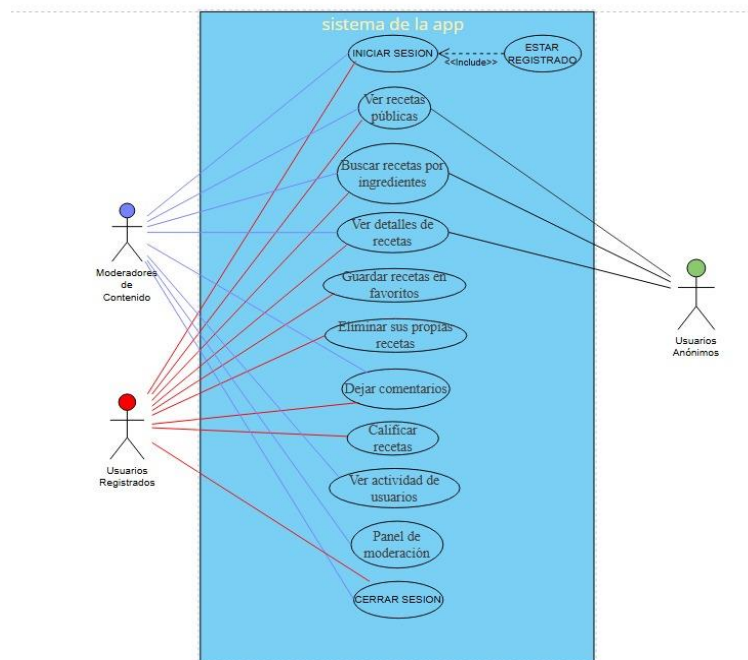 sistema de la app
INICIAR SESION
ESTAR
REGISTRADO
<<Include>>
Ver recetas
públicas
Buscar recetas por
ingredientes
Ver detalles de
recetas
Moderadores
de
Contenido
Guardar recetas en
favoritos
Usuarios
Anónimos
Eliminar sus propias
recetas
Dejar comentarios
Calificar
recetas
Usuarios
Registrados
Ver actividad de
usuarios
Panel de
moderación
CERRAR SESION